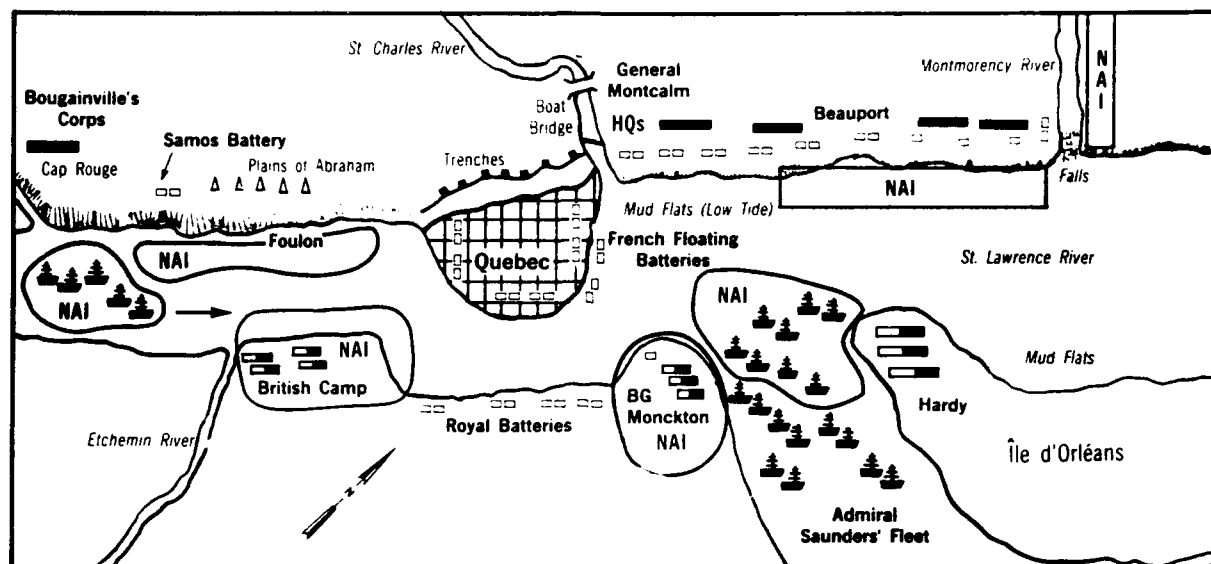 St Charles River
General
Montcalm
Montmorency River
NAI
Bougainville's
Corps
Boat
Bridge
HQs
Beauport
Samos Battery
Cap Rouge
Plains of Abraham
Trenches
Falls
NAI
Mud Flats (Low Tide)
Foulon
NAI
French Floating
Batteries
Quebec
St. Lawrence River
NAI
NAI
NAI
British Camp
Mud Flats
BG
Monckton
NAI
Hardy
Royal Batteries
Etchemin River
Île d'Orléans
N
Admiral
Saunders' Fleet